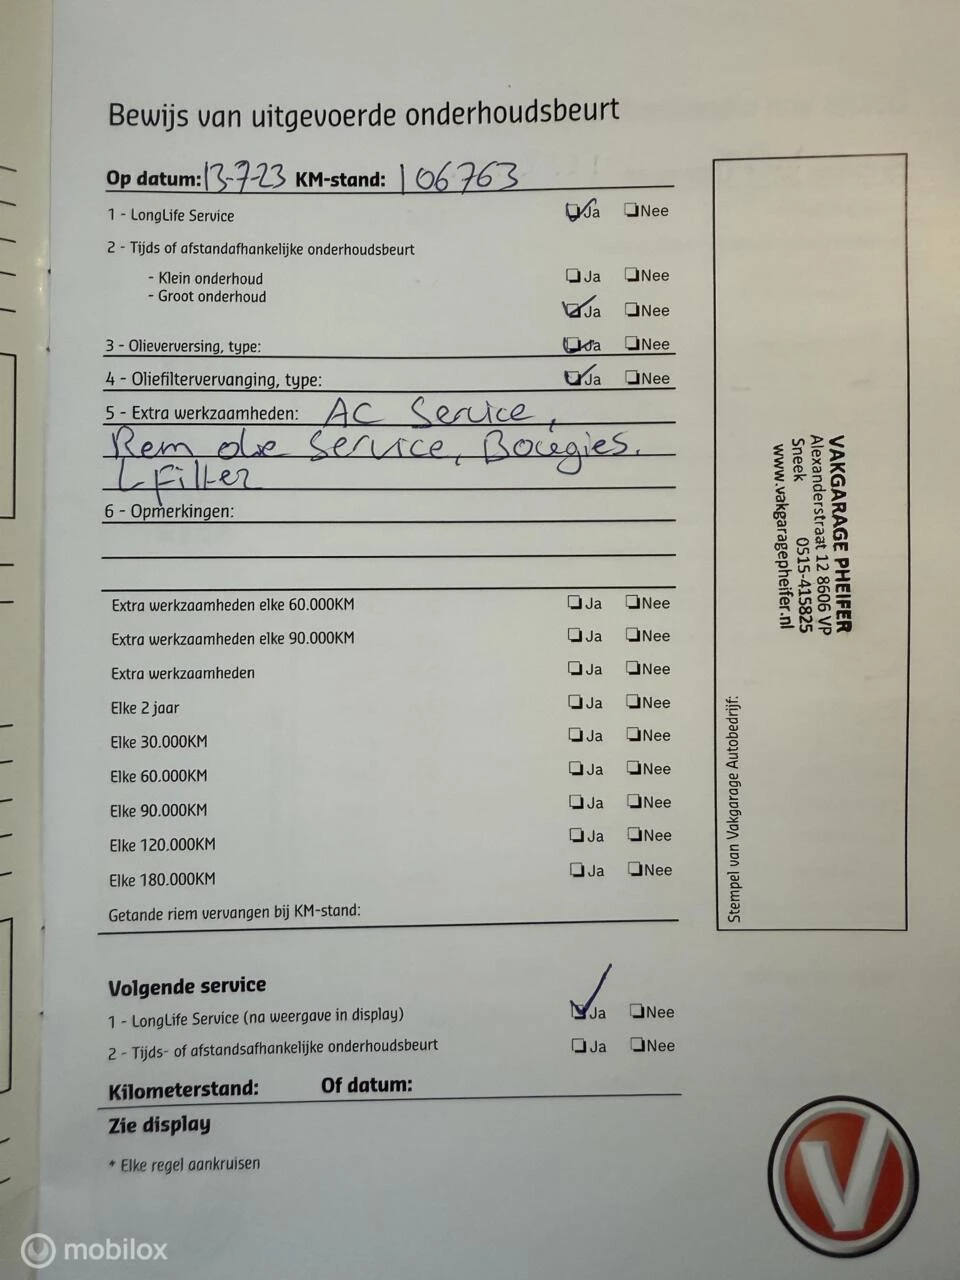 Bewijs van uitgevoerde onderhoudsbeurt
Op datum: 13-7-23 KM-stand: 106763
1 - LongLife Service Ja Nee
2 - Tijds of afstandafhankelijke onderhoudsbeurt
- Klein onderhoud Ja Nee
- Groot onderhoud Ja Nee
3 - Olieverversing, type: Ja Nee
4 - Oliefiltervervanging, type: Ja Nee
5 - Extra werkzaamheden: AC Service,
Rem olie Service, Bougies.
L Filter
6 - Opmerkingen:
Extra werkzaamheden elke 60.000KM Ja Nee
Extra werkzaamheden elke 90.000KM Ja Nee
Extra werkzaamheden Ja Nee
Elke 2 jaar Ja Nee
Elke 30.000KM Ja Nee
Elke 60.000KM Ja Nee
Elke 90.000KM Ja Nee
Elke 120.000KM Ja Nee
Elke 180.000KM Ja Nee
Getande riem vervangen bij KM-stand:
Volgende service
1 - LongLife Service (na weergave in display) Ja Nee
2 - Tijds- of afstandsafhankelijke onderhoudsbeurt Ja Nee
Kilometerstand: Of datum:
Zie display
* Elke regel aankruisen
Stempel van Vakgarage Autobedrijf:
VAKGARAGE PHEIFER
Alexanderstraat 12 8606 VP
Sneek 0515-415825
www.vakgaragepheifer.nl
V
mobilox